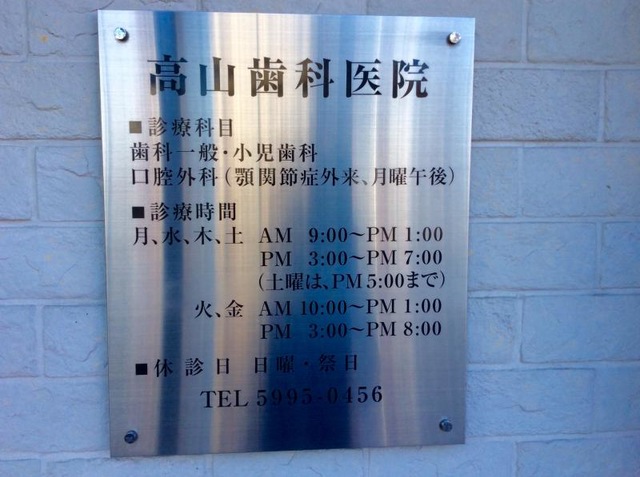 高山歯科医院
■診療科目
歯科一般・小児歯科
口腔外科(顎関節症外来、月曜午後)
■診療時間
月、水、木、土 AM 9:00～PM 1:00
PM 3:00～PM 7:00
(土曜は、PM 5:00まで)
火、金 AM 10:00～PM 1:00
PM 3:00～PM 8:00
■休診日 日曜・祭日
TEL 5995-0456